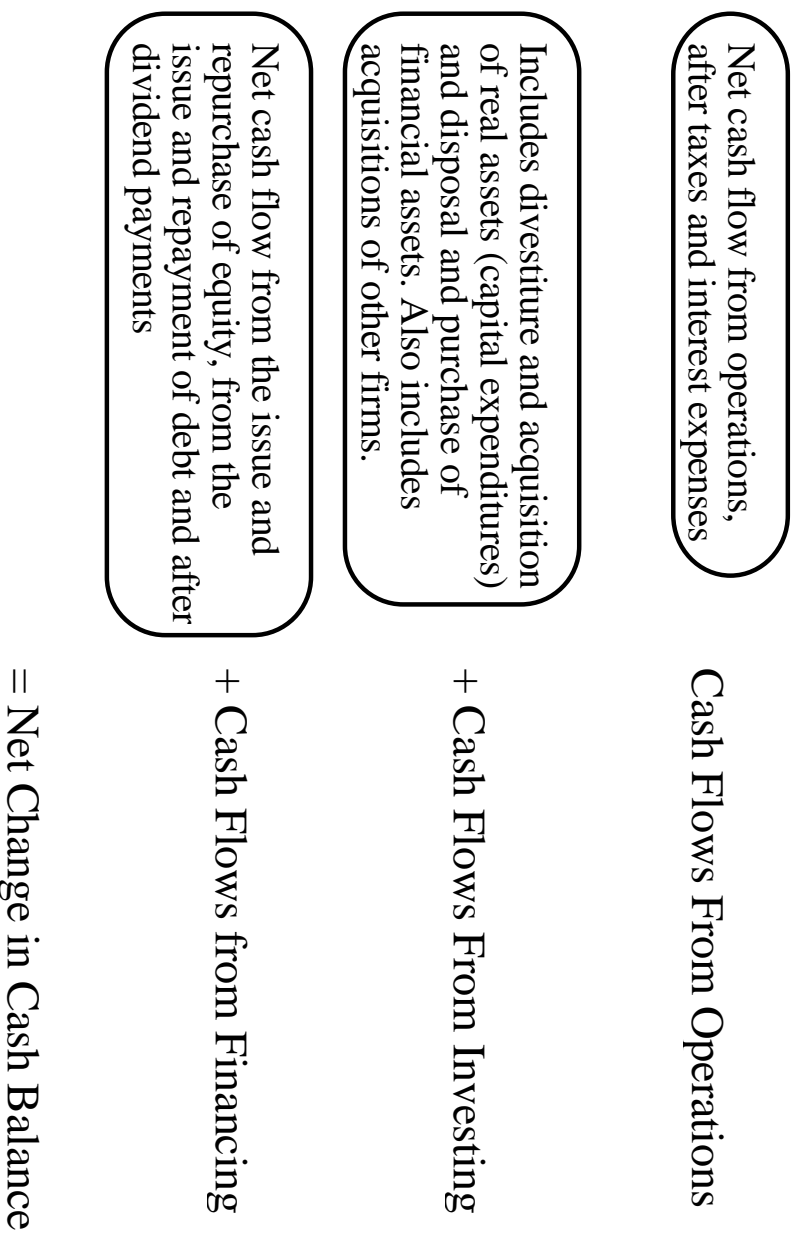 Net cash flow from operations,
after taxes and interest expenses
Cash Flows From Operations
Includes divestiture and acquisition
of real assets (capital expenditures)
and disposal and purchase of
financial assets. Also includes
acquisitions of other firms.
+ Cash Flows From Investing
Net cash flow from the issue and
repurchase of equity, from the
issue and repayment of debt and after
dividend payments
+ Cash Flows from Financing
= Net Change in Cash Balance